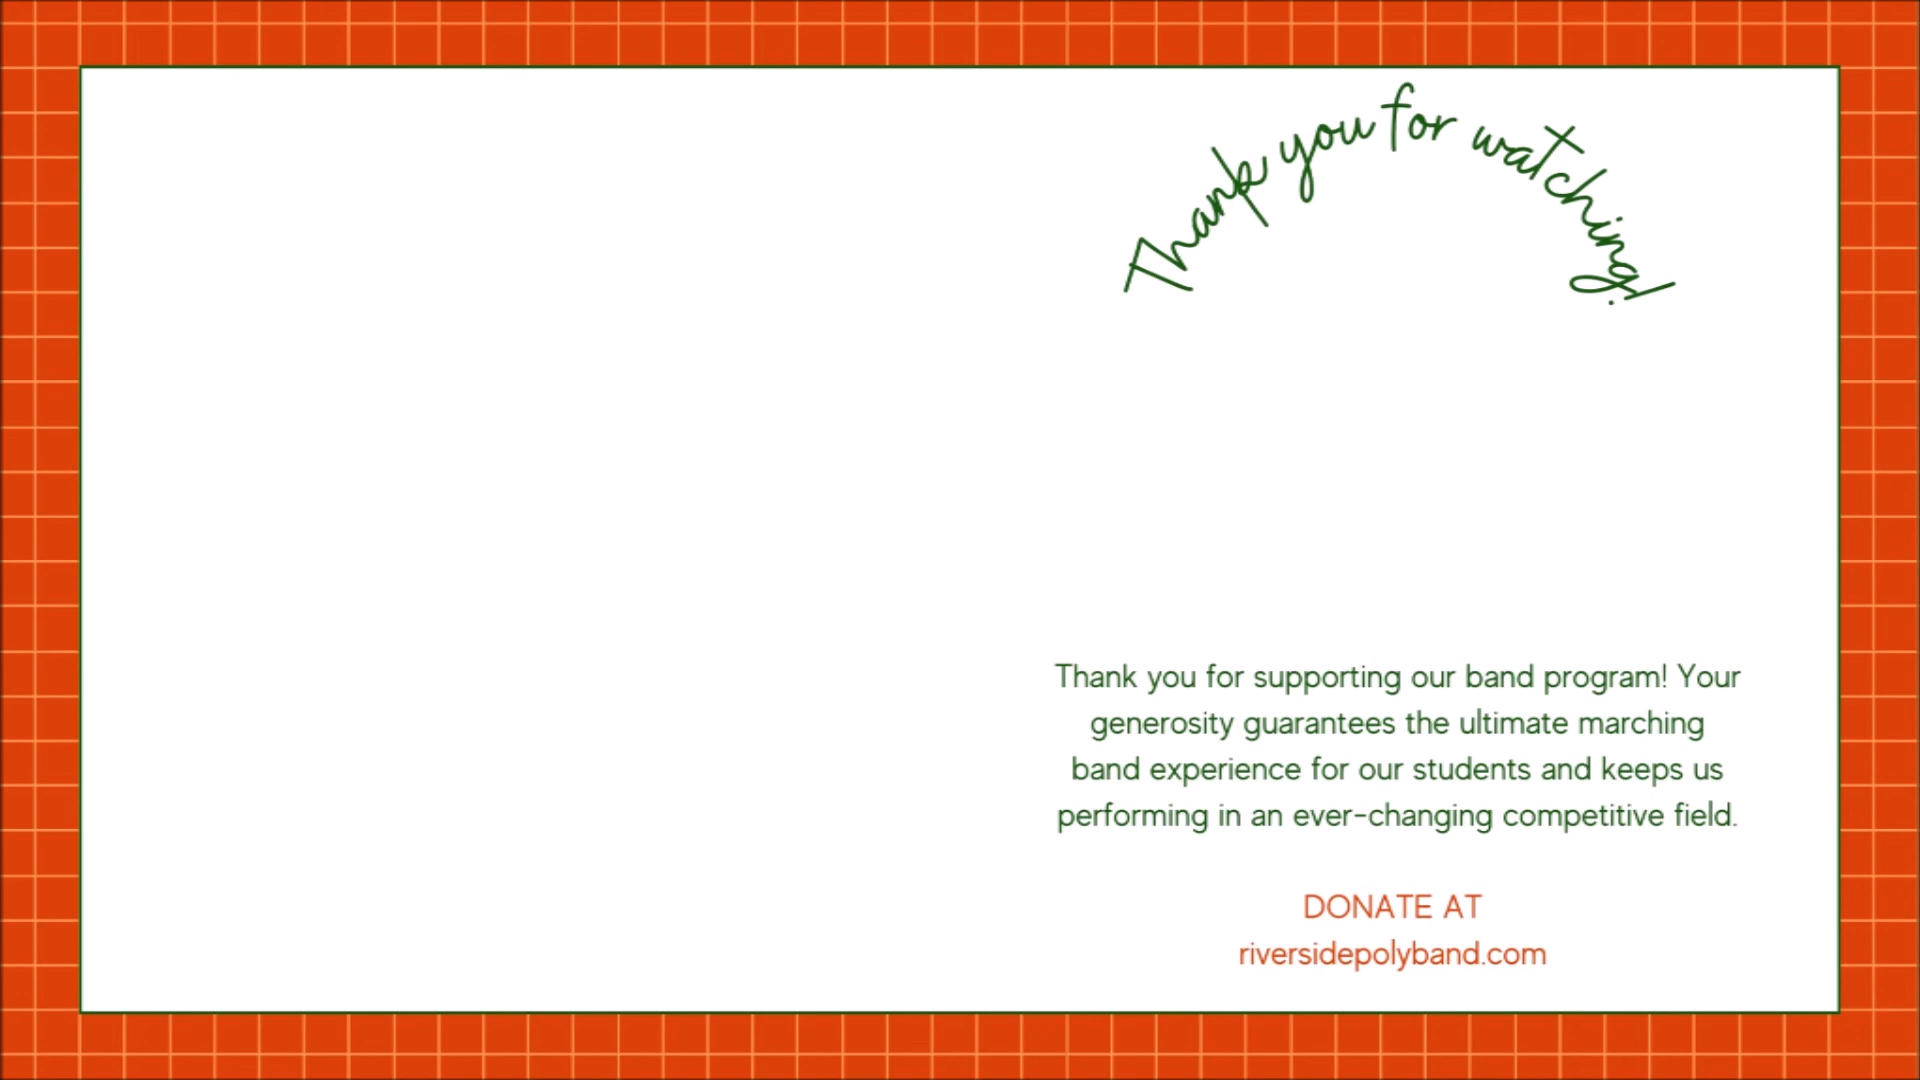 Thank you for watching!
Thank you for supporting our band program! Your
generosity guarantees the ultimate marching
band experience for our students and keeps us
performing in an ever-changing competitive field.
DONATE AT
riversidepolyband.com